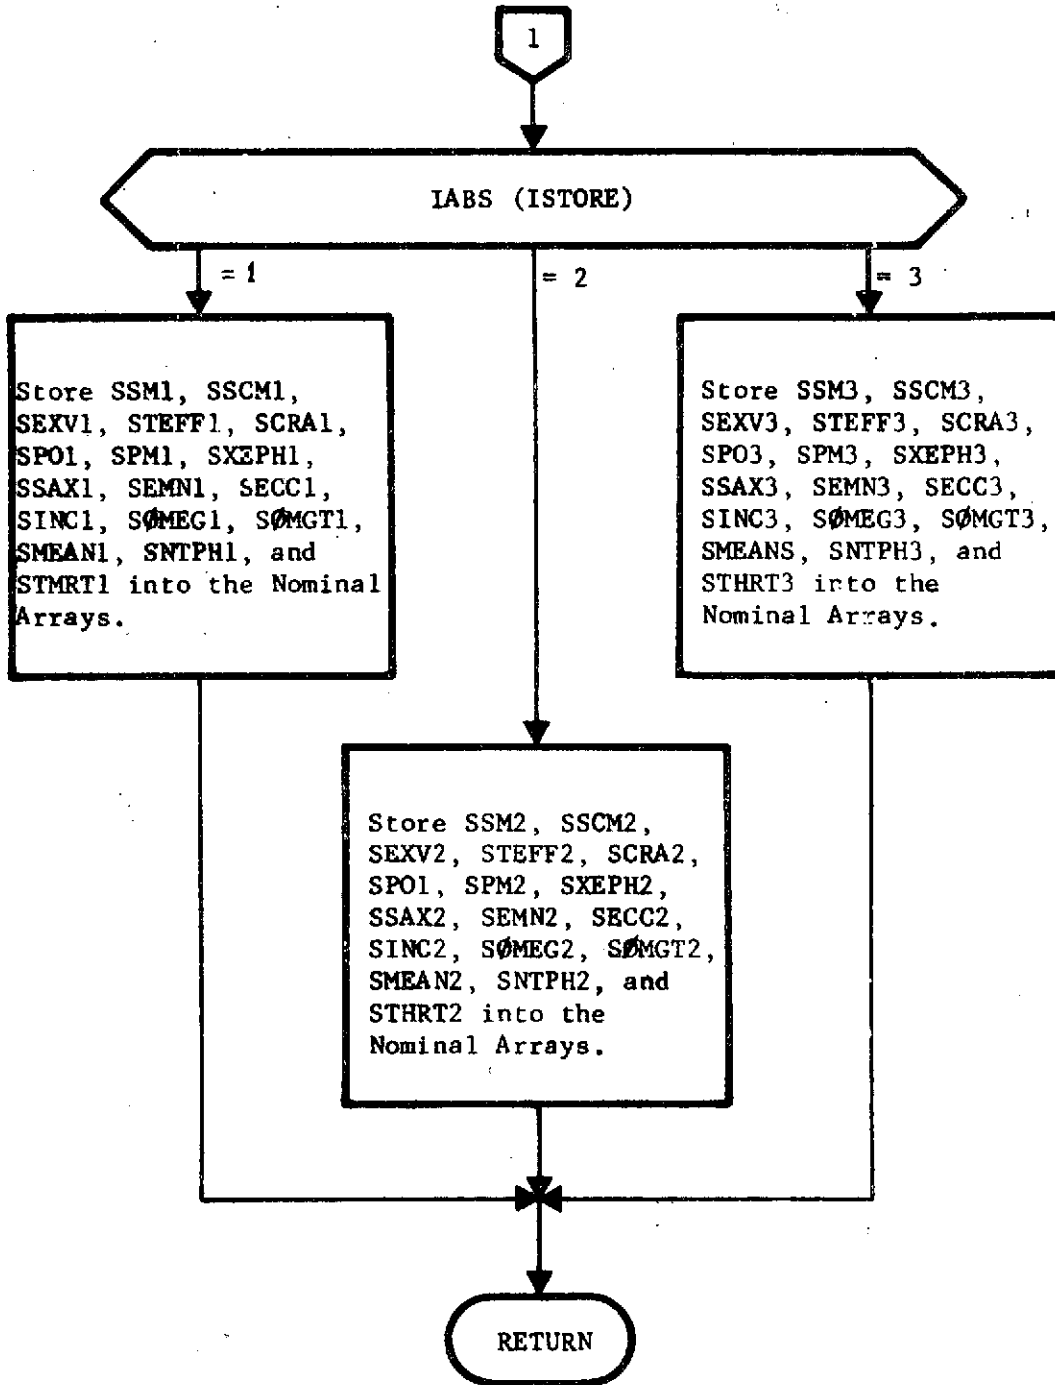 1
IABS (ISTORE)
= 1
= 2
= 3
Store SSM1, SSCM1,
SEXV1, STEFF1, SCRA1,
SPO1, SPM1, SXEPH1,
SSAX1, SEMN1, SECC1,
SINC1, SØMEG1, SØMGT1,
SMEAN1, SNTPH1, and
STMRT1 into the Nominal
Arrays.
Store SSM3, SSCM3,
SEXV3, STEFF3, SCRA3,
SPO3, SPM3, SXEPH3,
SSAX3, SEMN3, SECC3,
SINC3, SØMEG3, SØMGT3,
SMEANS, SNTPH3, and
STHRT3 into the
Nominal Arrays.
Store SSM2, SSCM2,
SEXV2, STEFF2, SCRA2,
SPO1, SPM2, SXEPH2,
SSAX2, SEMN2, SECC2,
SINC2, SØMEG2, SØMGT2,
SMEAN2, SNTPH2, and
STHRT2 into the
Nominal Arrays.
RETURN